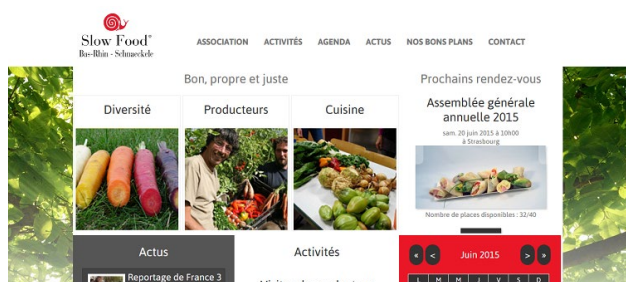 Slow Food®
Bas-Rhin - Schnaeckele
ASSOCIATION ACTIVITÉS AGENDA ACTUS NOS BONS PLANS CONTACT
Bon, propre et juste
Prochains rendez-vous
Diversité
Producteurs
Cuisine
Assemblée générale
annuelle 2015
sam. 20 juin 2015 à 10h00
à Strasbourg
Nombre de places disponibles : 32/40
Actus
Activités
« < Juin 2015 > »
Reportage de France 3
L M M J V S D